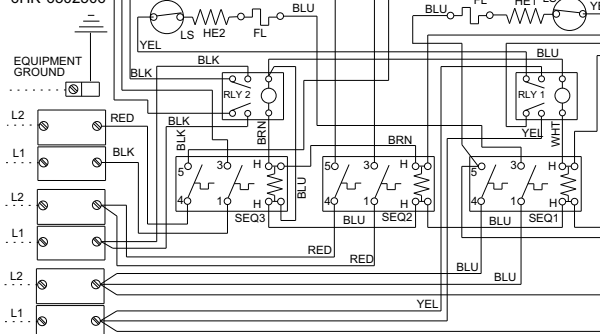 BLU
BLU
LS
HE2
FL
YEL
BLK
BLU
EQUIPMENT
GROUND
BLK
RLY 2
RLY 1
L2
RED
BLK
BLK
BRN
YEL
WHT
L1
BLK
BRN
5
3
H
5
3
H
5
3
H
BLU
L2
4
1
H
4
1
H
4
1
H
SEQ3
BLU
SEQ2
BLU
SEQ1
L1
RED
RED
L2
BLU
BLU
YEL
L1